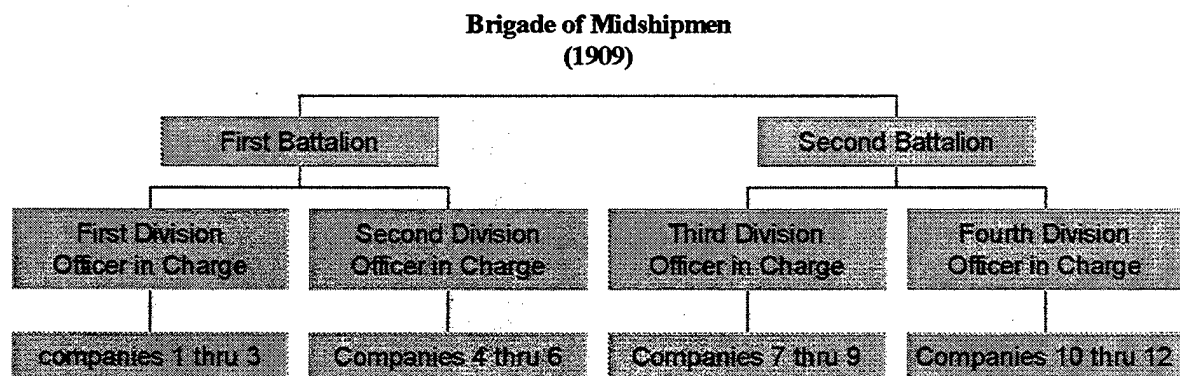 Brigade of Midshipmen
(1909)
First Battalion
Second Battalion
First Division
Officer in Charge
Second Division
Officer in Charge
Third Division
Officer in Charge
Fourth Division
Officer in Charge
companies 1 thru 3
Companies 4 thru 6
Companies 7 thru 9
Companies 10 thru 12